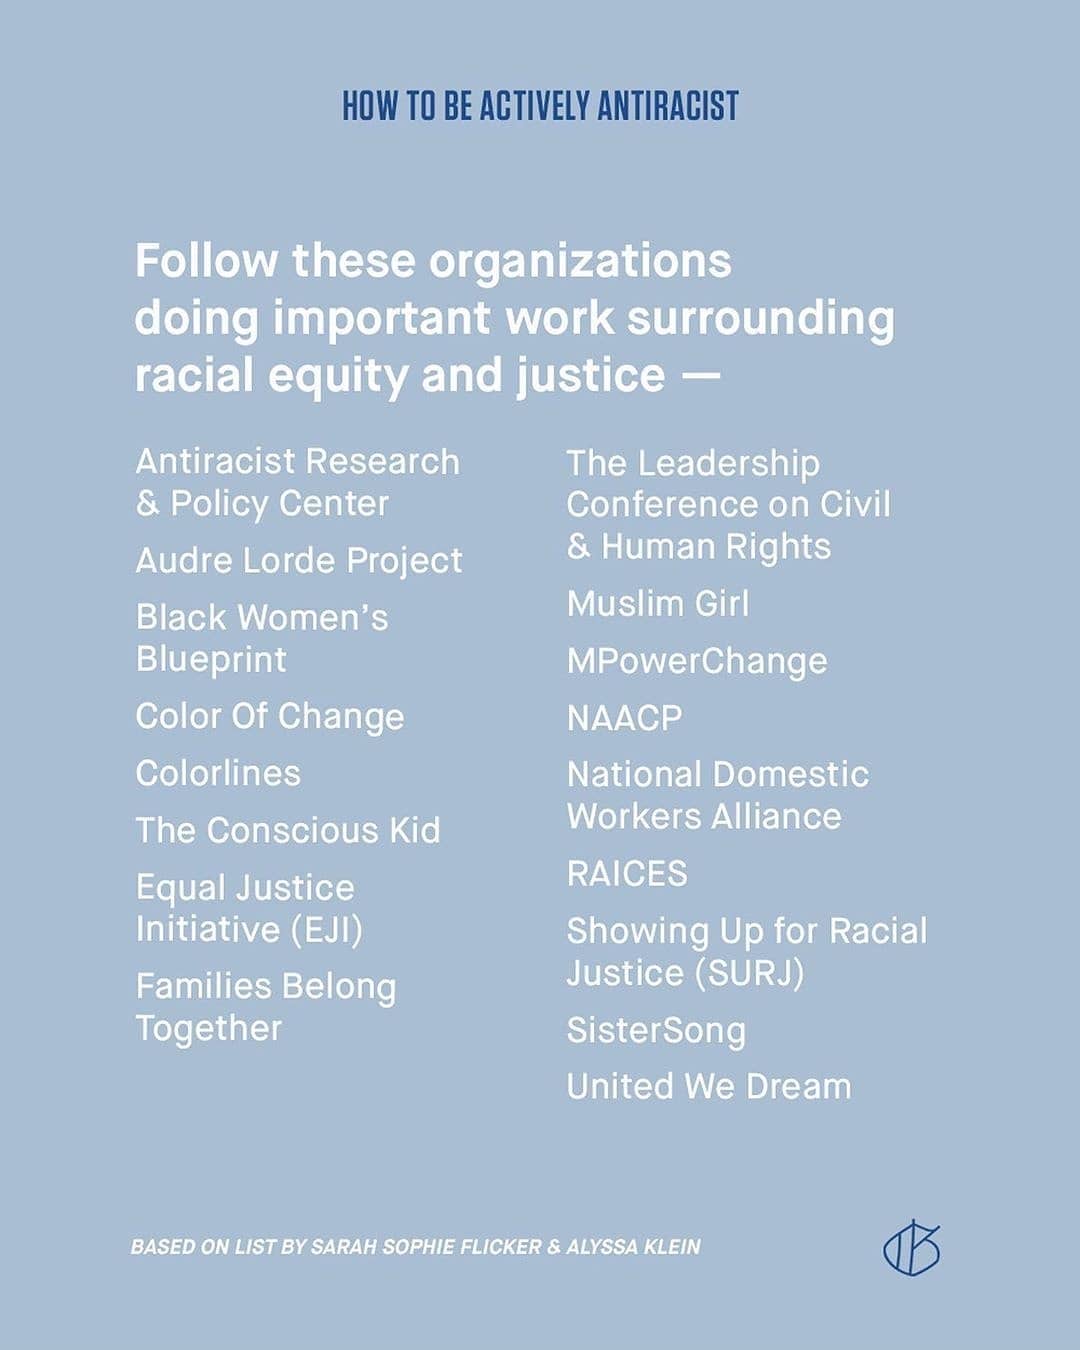 HOW TO BE ACTIVELY ANTIRACIST
Follow these organizations
doing important work surrounding
racial equity and justice —
Antiracist Research
& Policy Center
Audre Lorde Project
Black Women’s
Blueprint
Color Of Change
Colorlines
The Conscious Kid
Equal Justice
Initiative (EJI)
Families Belong
Together
The Leadership
Conference on Civil
& Human Rights
Muslim Girl
MPowerChange
NAACP
National Domestic
Workers Alliance
RAICES
Showing Up for Racial
Justice (SURJ)
SisterSong
United We Dream
BASED ON LIST BY SARAH SOPHIE FLICKER & ALYSSA KLEIN